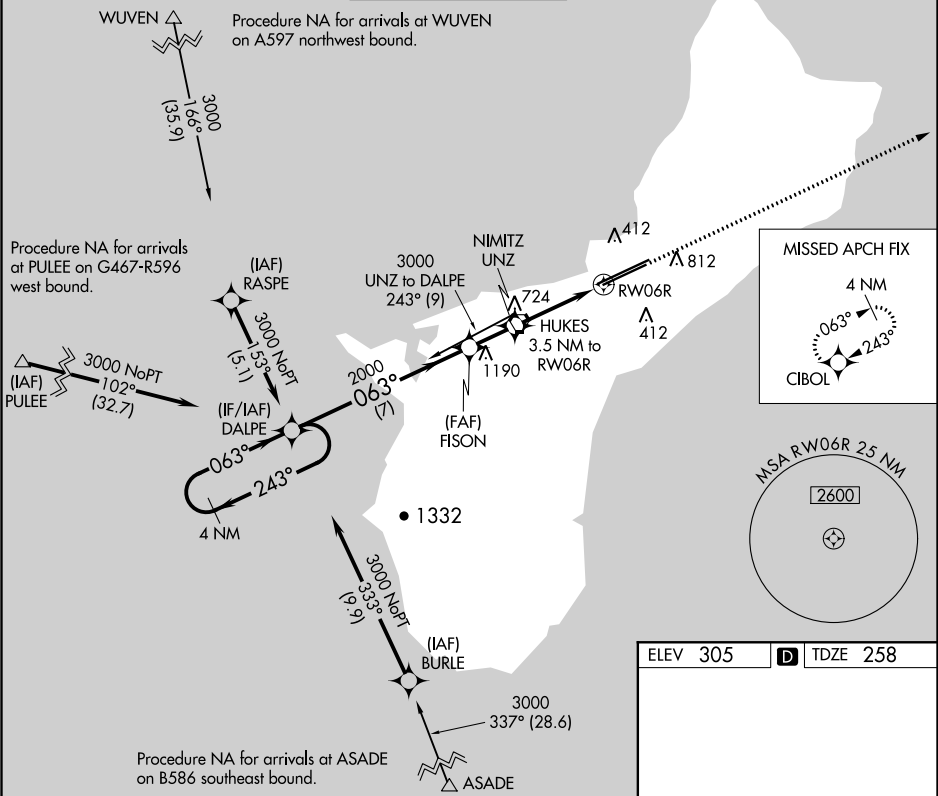 WUVEN
Procedure NA for arrivals at WUVEN
on A597 northwest bound.
3000
166°
(35.9)
Procedure NA for arrivals
at PULEE on G467-R596
west bound.
(IAF)
RASPE
3000 NoPT
153°
(5.1)
3000
UNZ to DALPE
243° (9)
NIMITZ
UNZ
412
812
724
RW06R
412
HUKES
3.5 NM to
RW06R
1190
MISSED APCH FIX
4 NM
063°
243°
CIBOL
(IAF)
PULEE
3000 NoPT
102°
(32.7)
(IF/IAF)
DALPE
2000
063°
(7)
(FAF)
FISON
063°
243°
4 NM
1332
MSA RW06R 25 NM
2600
3000 NoPT
333°
(9.9)
(IAF)
BURLE
3000
337° (28.6)
Procedure NA for arrivals at ASADE
on B586 southeast bound.
ASADE
ELEV 305 D TDZE 258